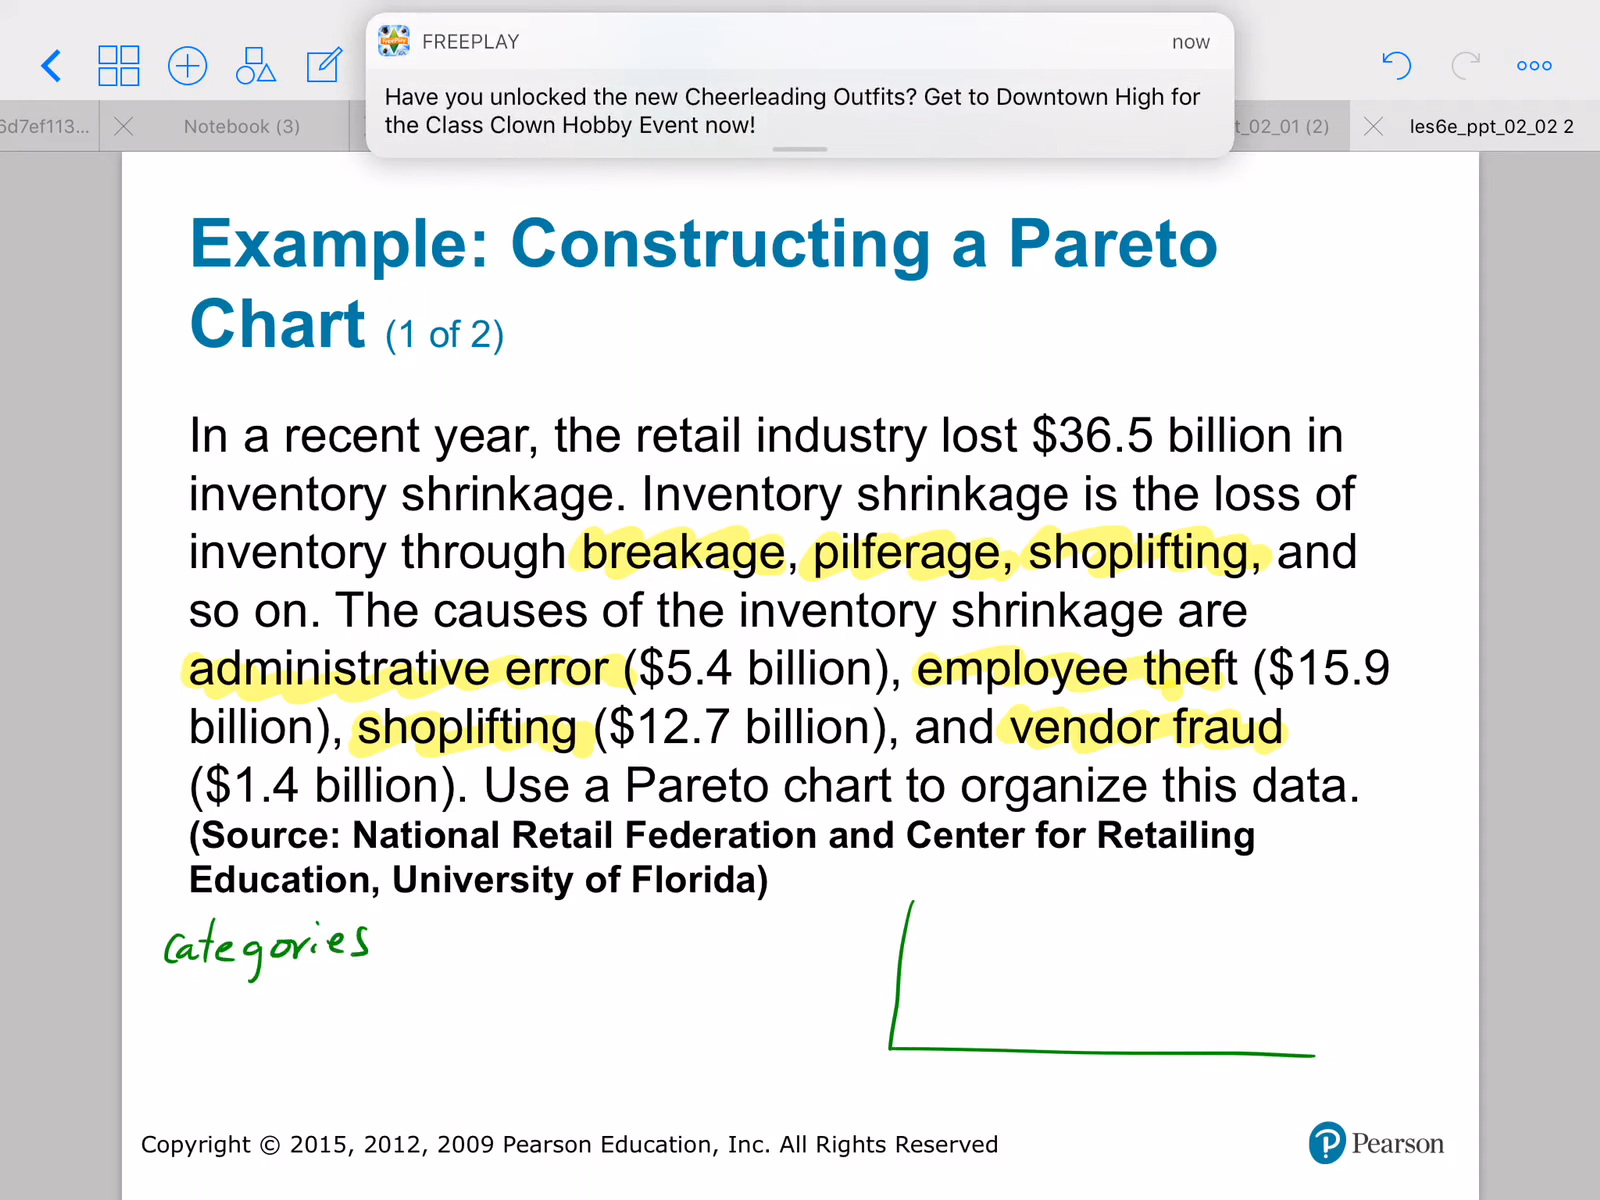 FREEPLAY
now
Have you unlocked the new Cheerleading Outfits? Get to Downtown High for
the Class Clown Hobby Event now!
6d7ef113...
Notebook (3)
t_02_01 (2)
les6e_ppt_02_02 2
Example: Constructing a Pareto
Chart (1 of 2)
In a recent year, the retail industry lost $36.5 billion in
inventory shrinkage. Inventory shrinkage is the loss of
inventory through breakage, pilferage, shoplifting, and
so on. The causes of the inventory shrinkage are
administrative error ($5.4 billion), employee theft ($15.9
billion), shoplifting ($12.7 billion), and vendor fraud
($1.4 billion). Use a Pareto chart to organize this data.
(Source: National Retail Federation and Center for Retailing
Education, University of Florida)
categories
Copyright © 2015, 2012, 2009 Pearson Education, Inc. All Rights Reserved
Pearson